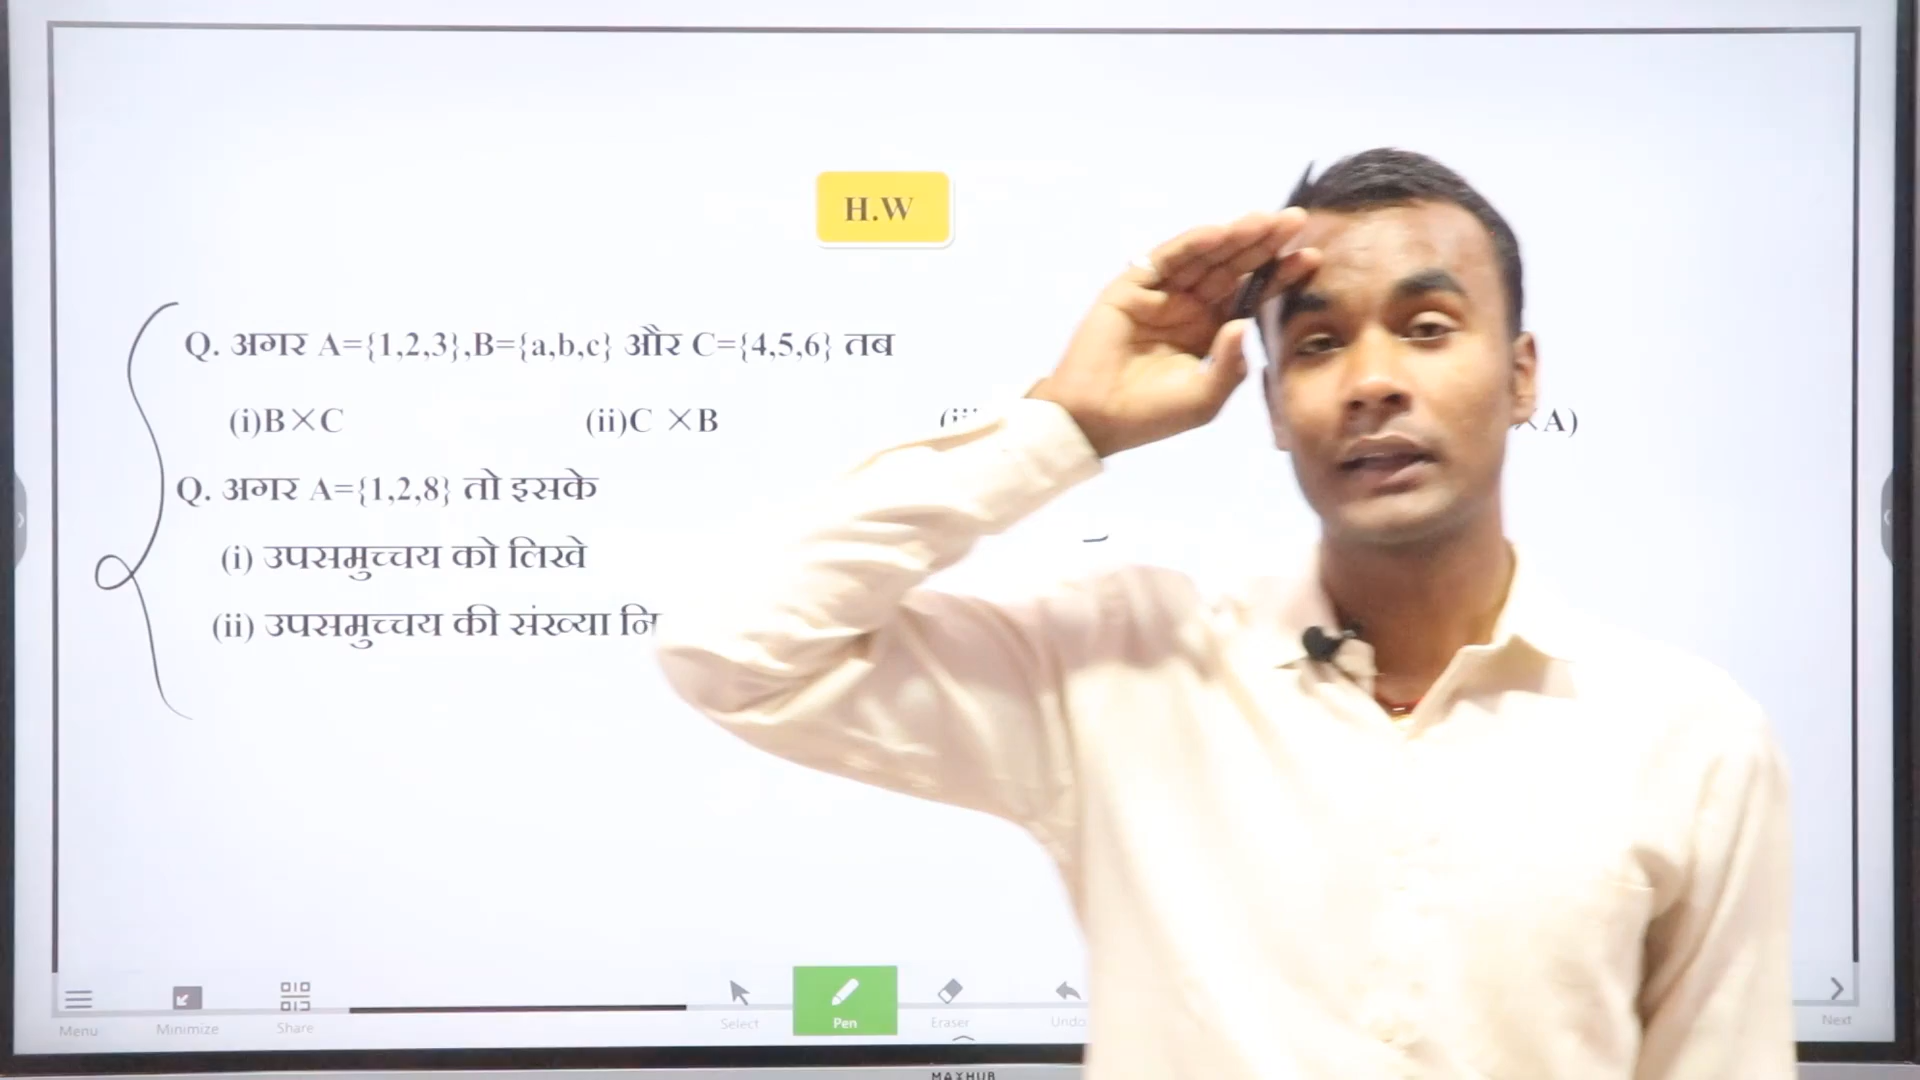 H.W
Q. अगर A={1,2,3},B={a,b,c} और C={4,5,6} तब
(i)B×C (ii)C ×B ×A)
Q. अगर A={1,2,8} तो इसके
(i) उपसमुच्चय को लिखे
(ii) उपसमुच्चय की संख्या
Menu Minimize Share Select Pen Eraser Undo Next
MAXHUB